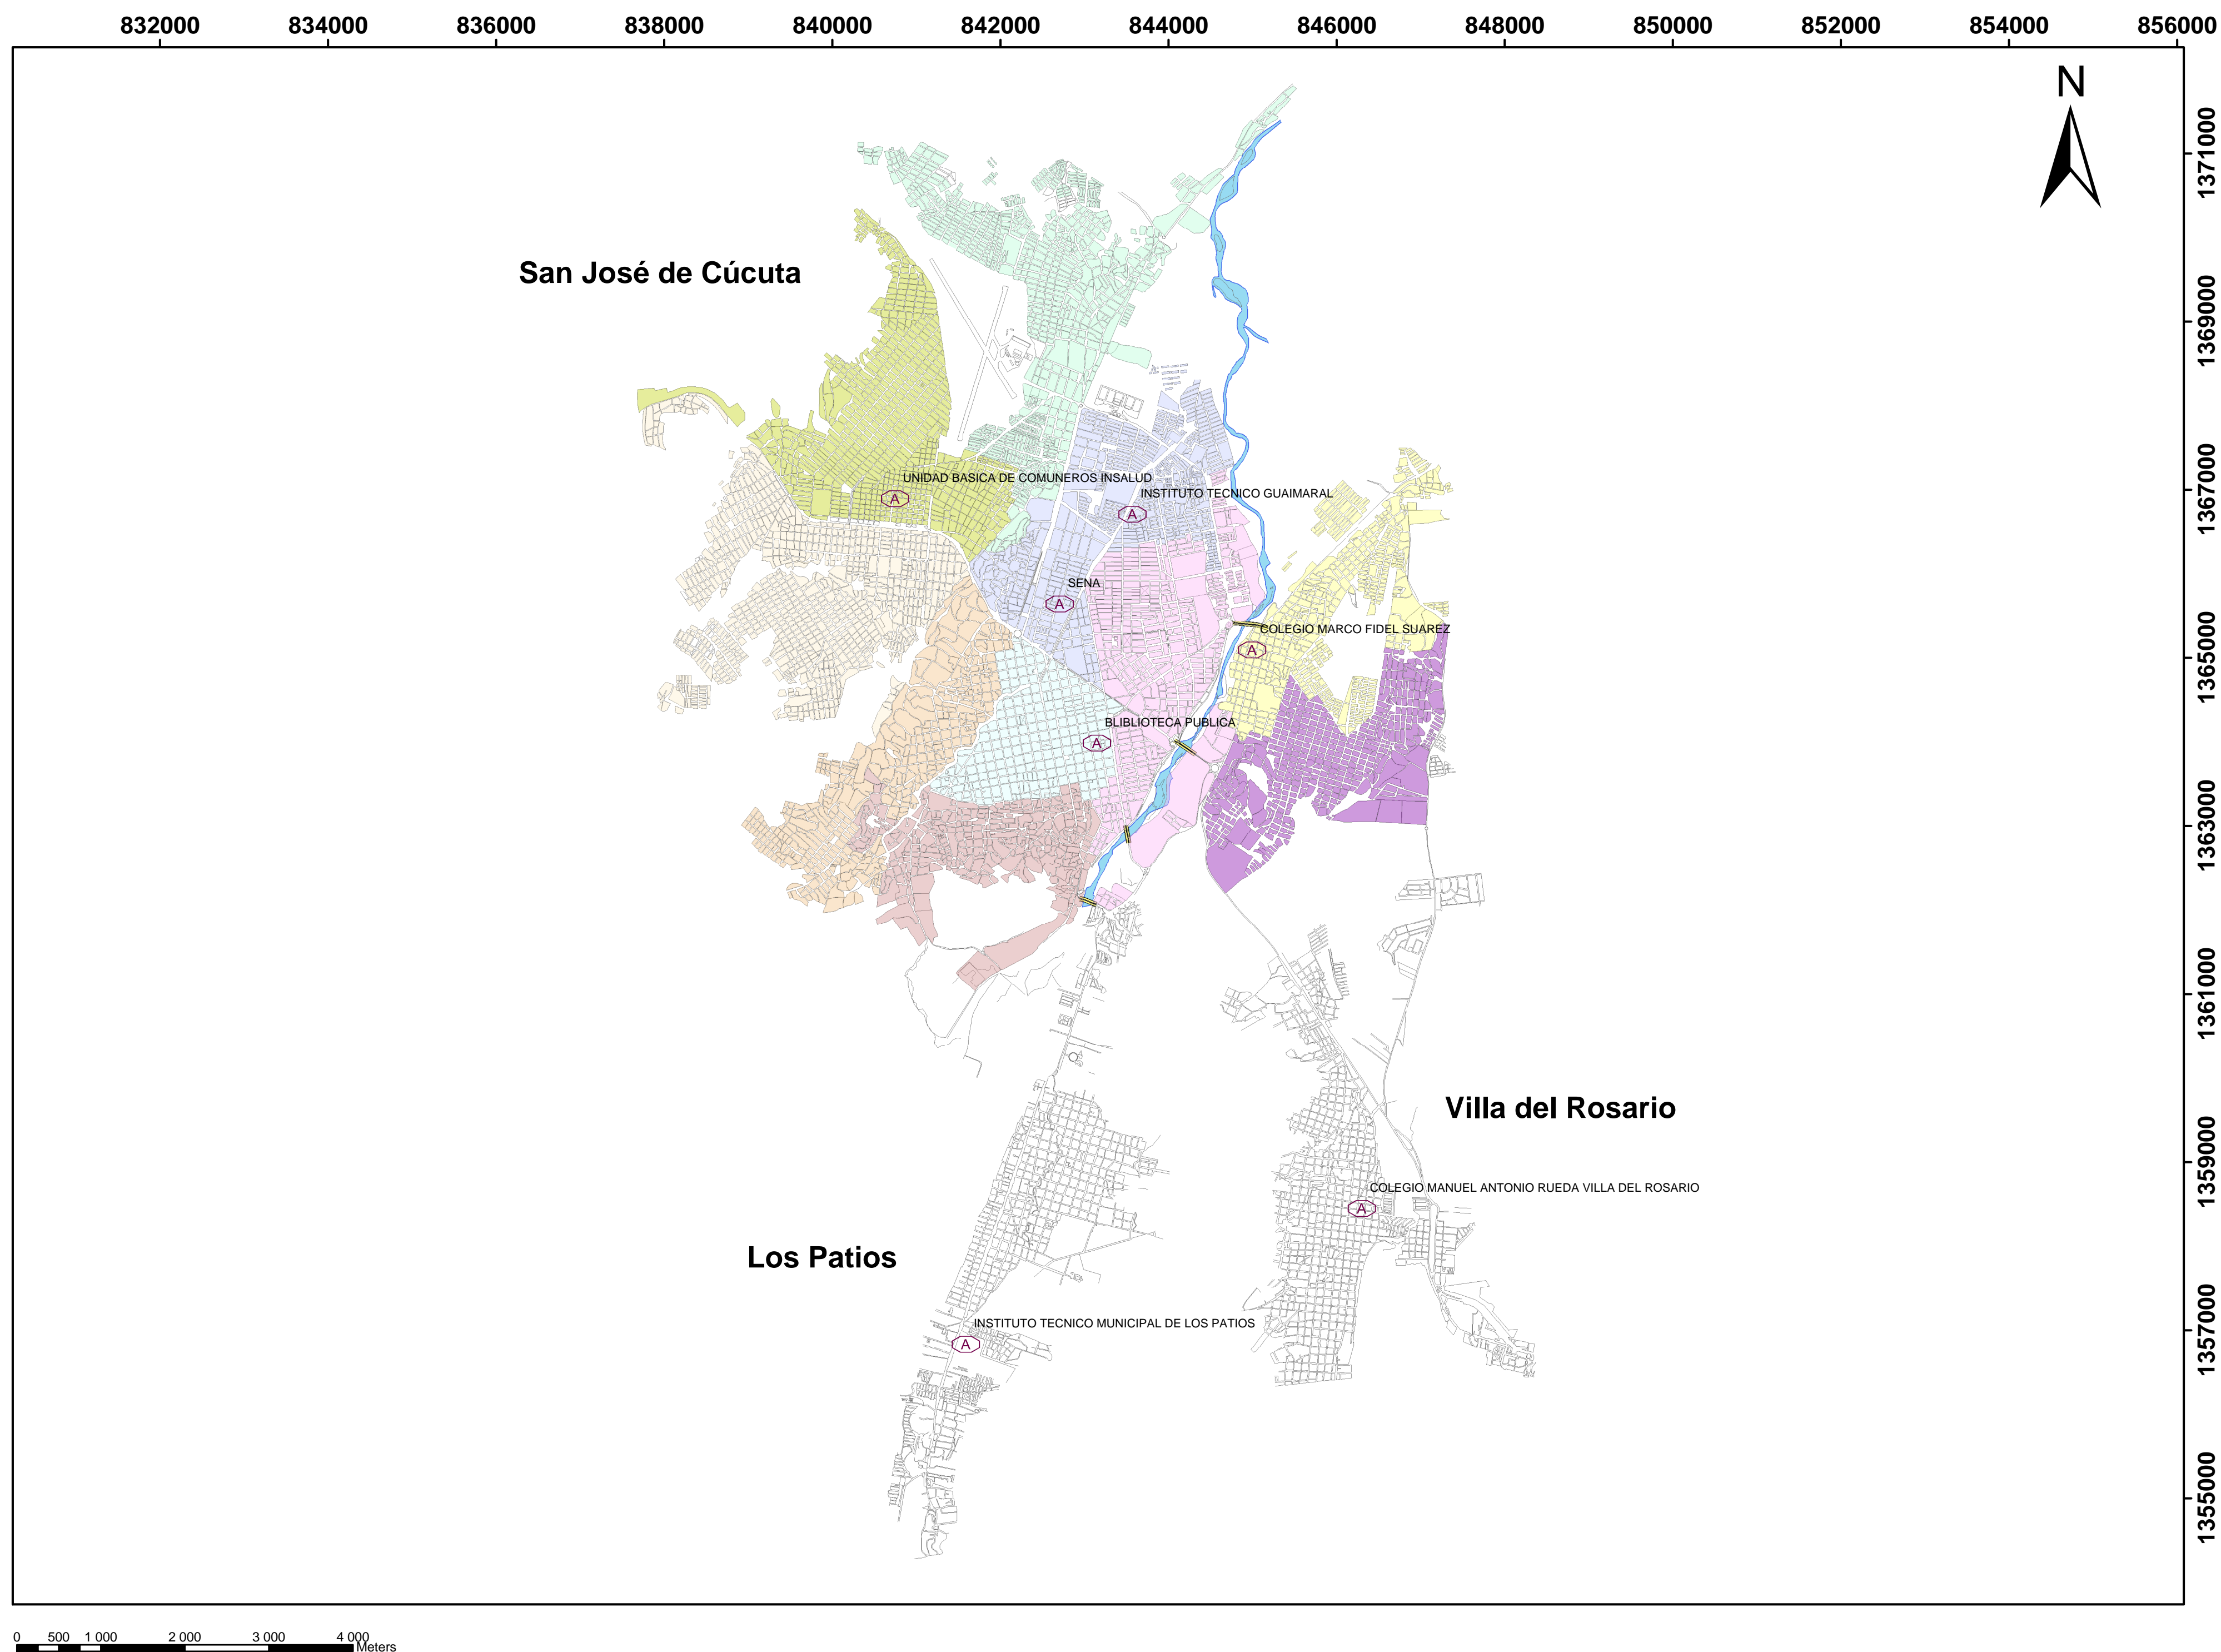 832000 834000 836000 838000 840000 842000 844000 846000 848000 850000 852000 854000 856000
N
1371000
San José de Cúcuta
1369000
UNIDAD BASICA DE COMUNEROS INSALUD
A
1367000
INSTITUTO TECNICO GUAIMARAL
A
SENA
A
COLEGIO MARCO FIDEL SUAREZ
A
1365000
BLIBLIOTECA PUBLICA
A
1363000
1361000
Villa del Rosario
1359000
COLEGIO MANUEL ANTONIO RUEDA VILLA DEL ROSARIO
A
Los Patios
INSTITUTO TECNICO MUNICIPAL DE LOS PATIOS
A
1357000
1355000
0 500 1 000 2 000 3 000 4 000
Meters